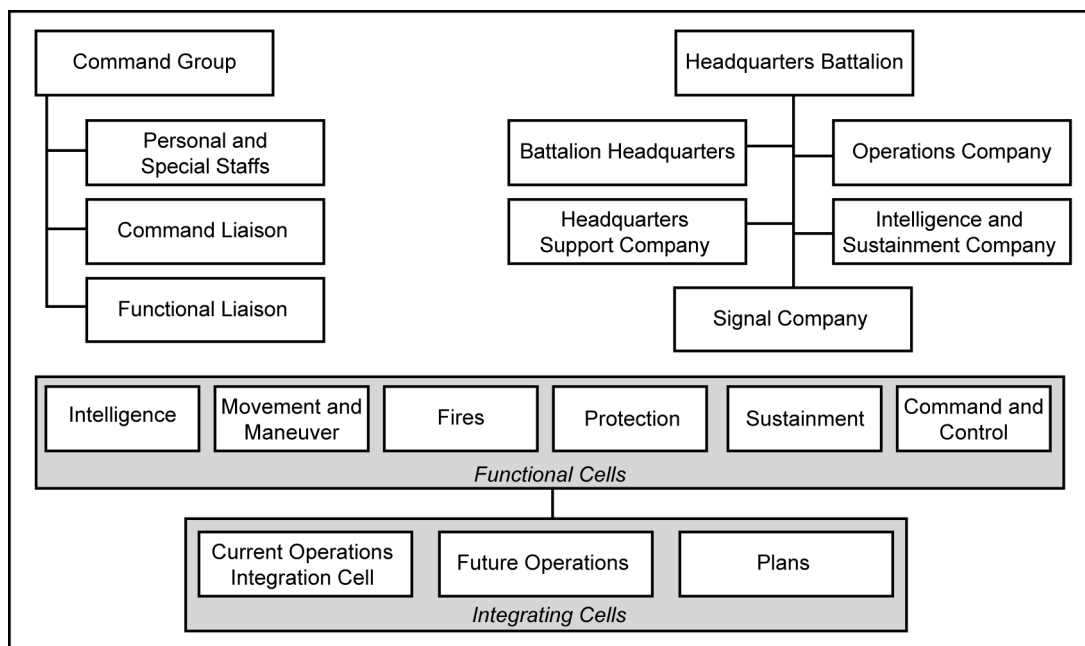 Command Group
Personal and
Special Staffs
Command Liaison
Functional Liaison
Headquarters Battalion
Battalion Headquarters
Operations Company
Headquarters
Support Company
Intelligence and
Sustainment Company
Signal Company
Intelligence
Movement and
Maneuver
Fires
Protection
Sustainment
Command and
Control
Functional Cells
Current Operations
Integration Cell
Future Operations
Plans
Integrating Cells